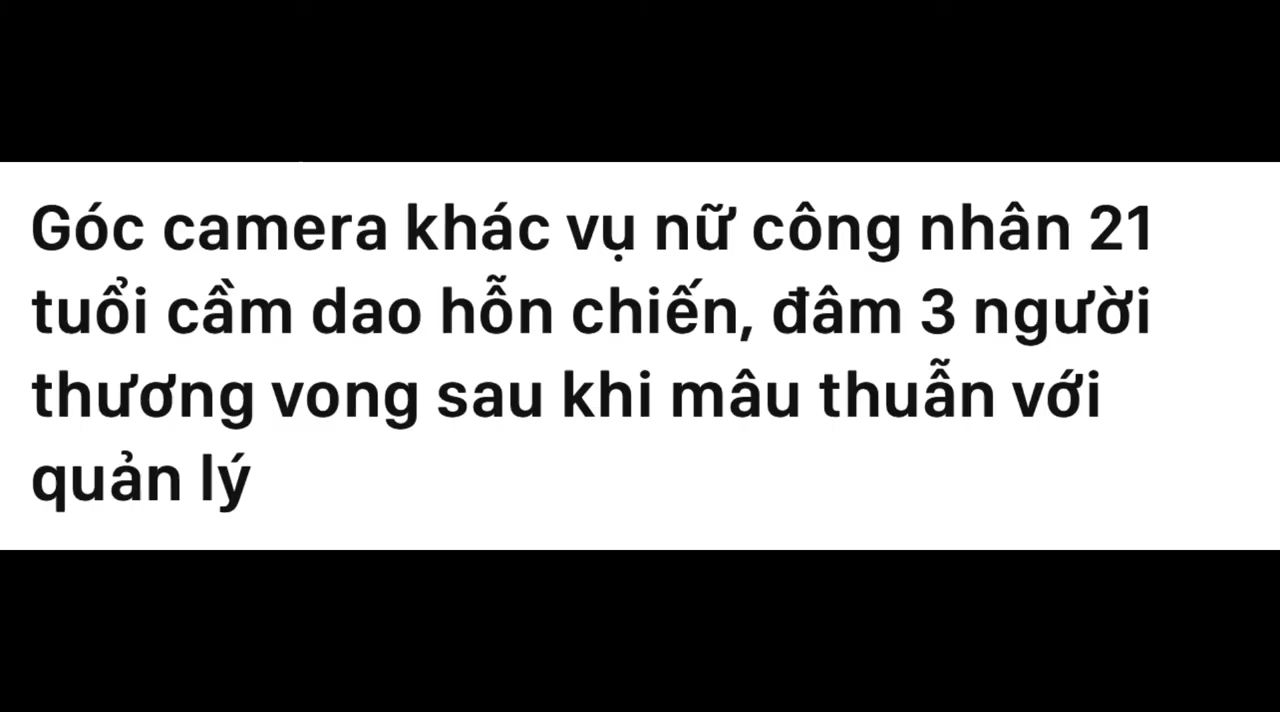 Góc camera khác vụ nữ công nhân 21
tuổi cầm dao hỗn chiến, đâm 3 người
thương vong sau khi mâu thuẫn với
quản lý